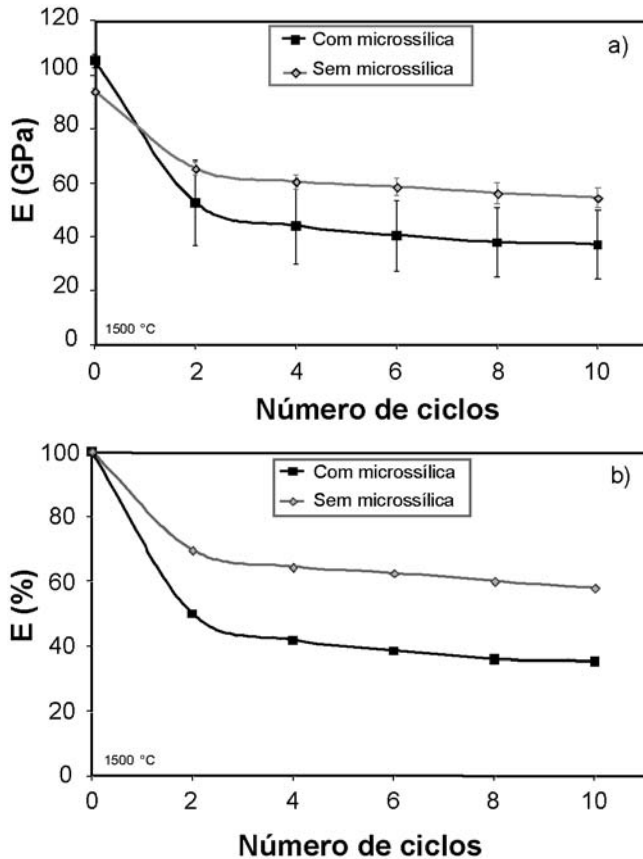 120
100
80
60
40
20
0
E (GPa)
Com microssílica
Sem microssílica
a)
1500 °C
0 2 4 6 8 10
Número de ciclos
100
80
60
40
20
0
E (%)
Com microssílica
Sem microssílica
b)
1500 °C
0 2 4 6 8 10
Número de ciclos